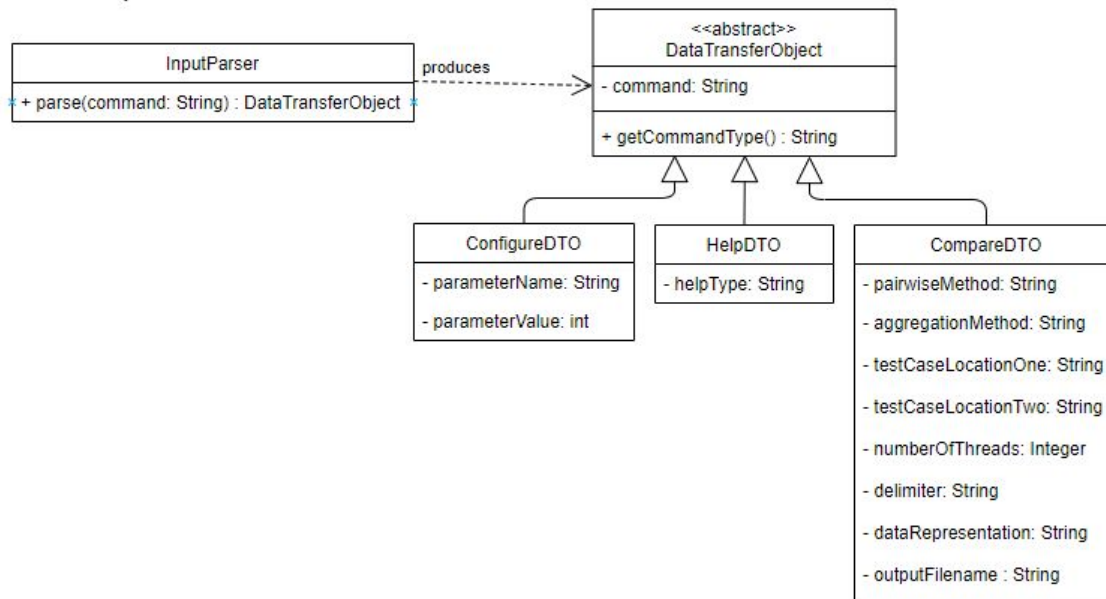 <<abstract>>
DataTransferObject
- command: String
+ getCommandType() : String
InputParser
+ parse(command: String) : DataTransferObject
produces
ConfigureDTO
- parameterName: String
- parameterValue: int
HelpDTO
- helpType: String
CompareDTO
- pairwiseMethod: String
- aggregationMethod: String
- testCaseLocationOne: String
- testCaseLocationTwo: String
- numberOfThreads: Integer
- delimiter: String
- dataRepresentation: String
- outputFilename : String